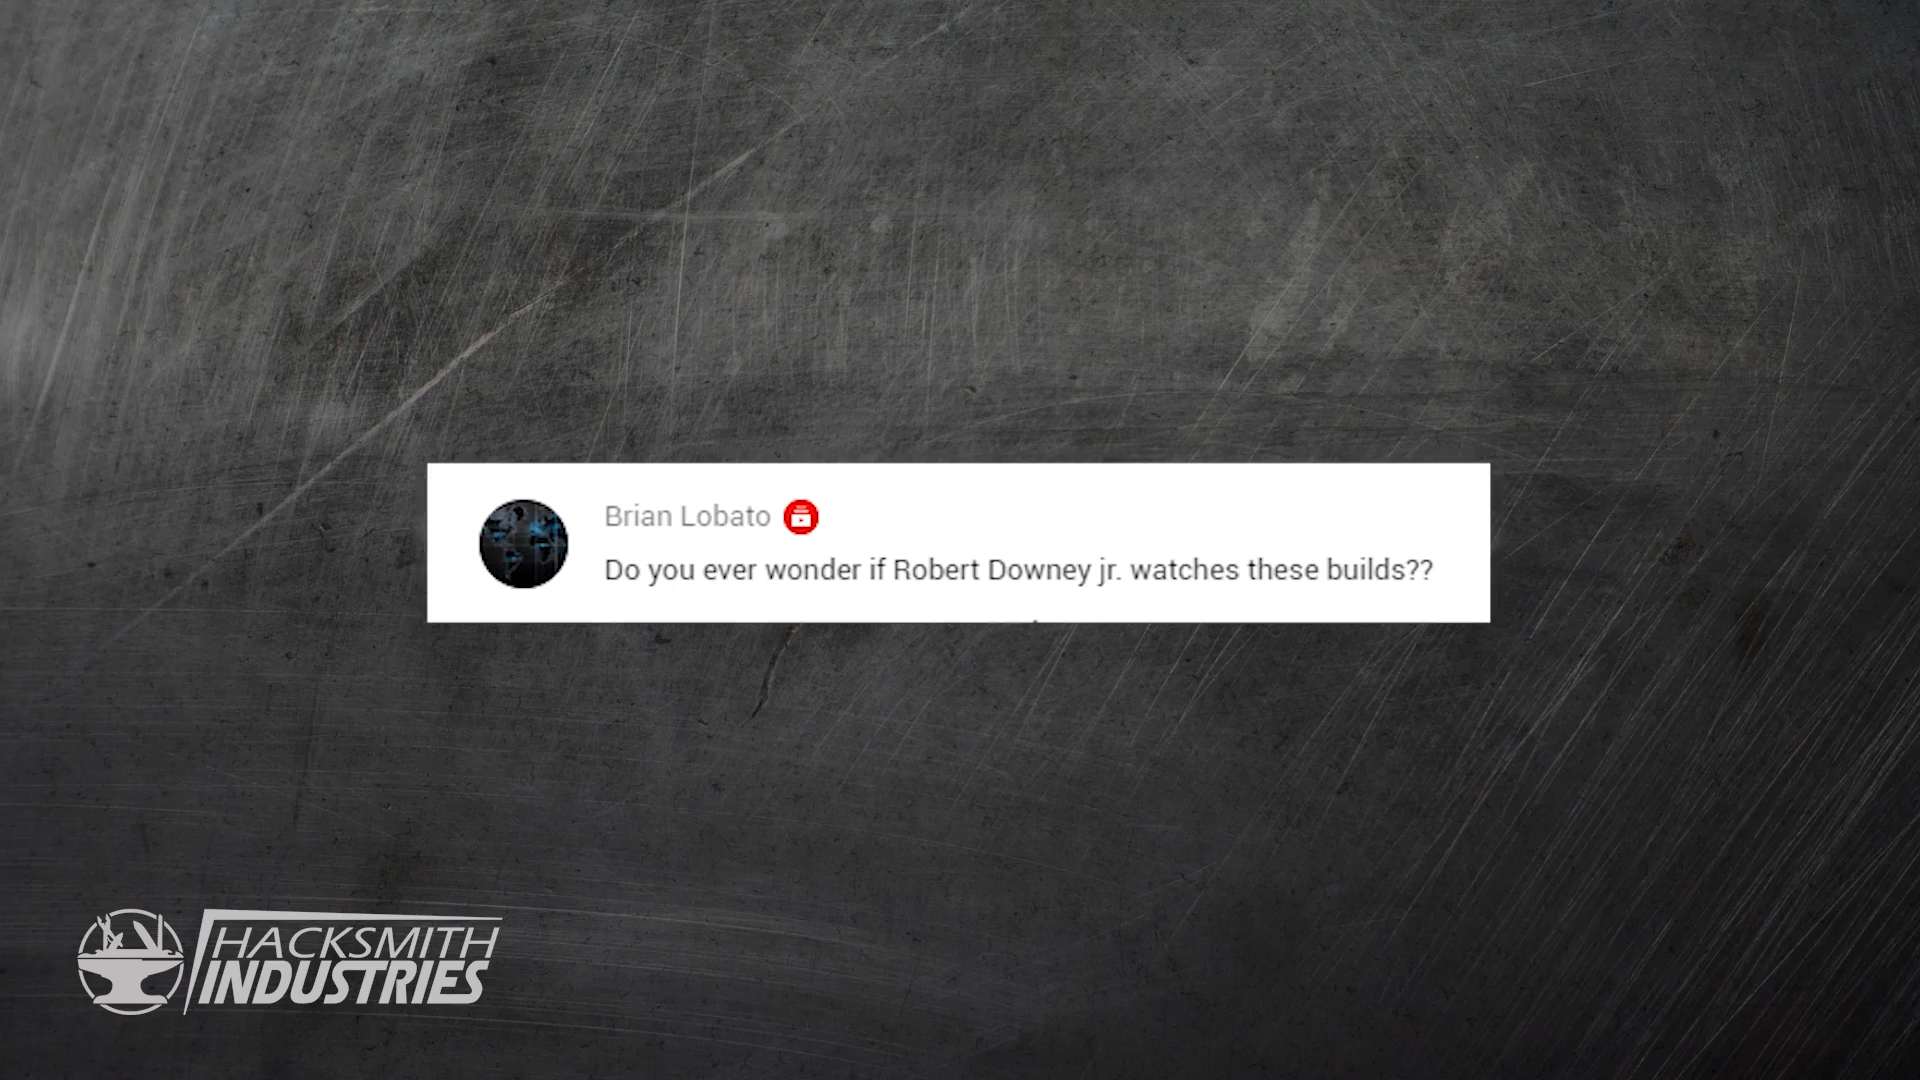 Brian Lobato
Do you ever wonder if Robert Downey jr. watches these builds??
HACKSMITH
INDUSTRIES